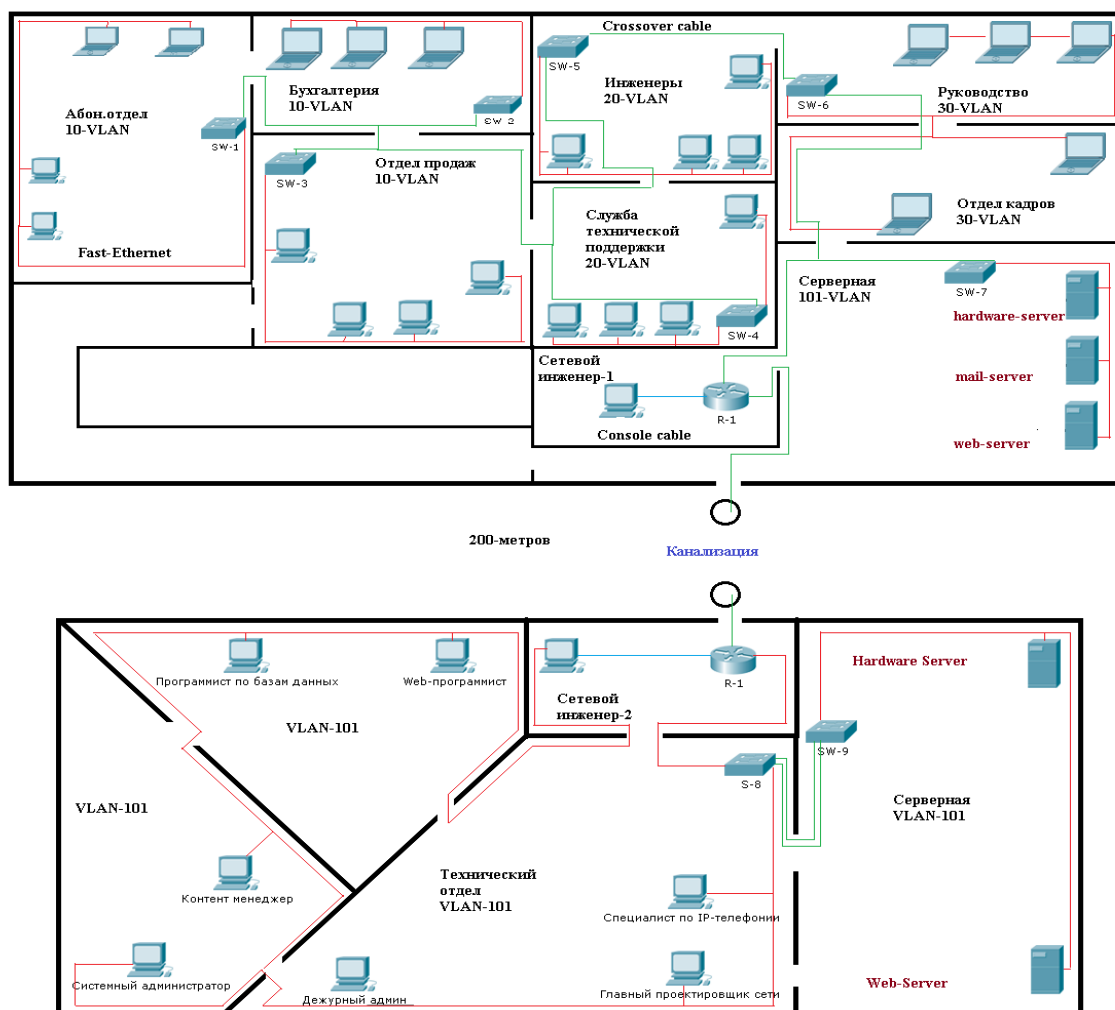 Crossover cable
SW-5
Абон.отдел
10-VLAN
Бухгалтерия
10-VLAN
Инженеры
20-VLAN
SW-6
Руководство
30-VLAN
SW-1
SW 2
SW-3
Отдел продаж
10-VLAN
Служба
технической
поддержки
20-VLAN
Отдел кадров
30-VLAN
Fast-Ethernet
Серверная
101-VLAN
SW-7
hardware-server
SW-4
Сетевой
инженер-1
mail-server
R-1
Console cable
web-server
200-метров
Канализация
Программист по базам данных
Web-программист
R-1
Hardware Server
Сетевой
инженер-2
VLAN-101
SW-9
S-8
VLAN-101
Серверная
VLAN-101
Технический
отдел
VLAN-101
Контент менеджер
Специалист по IP-телефонии
Системный администратор
Дежурный админ
Главный проектировщик сети
Web-Server